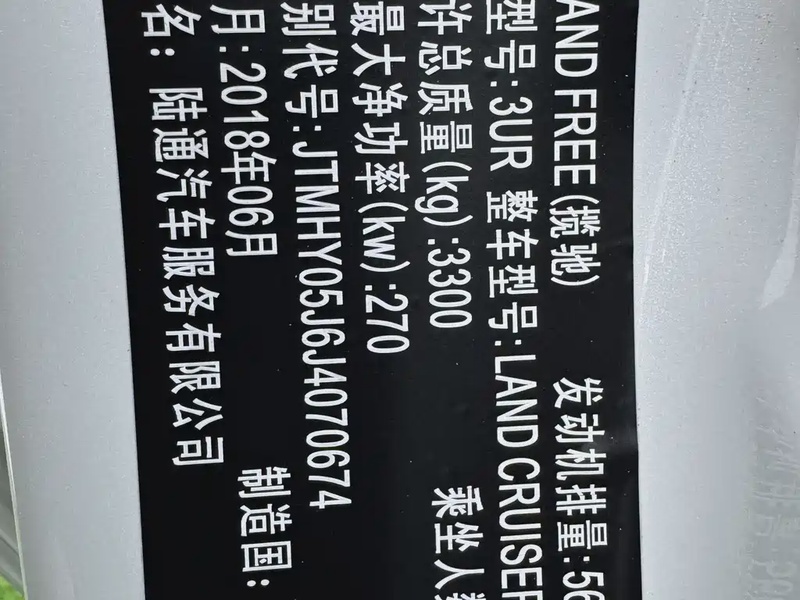 AND FREE(揽驰) 发动机排量:56
型号:3UR 整车型号:LAND CRUISER
许总质量(kg):3300 乘坐人数
最大净功率(kw):270
别代号:JTMHY05J6J4070674
月:2018年06月 制造国:
名: 陆通汽车服务有限公司